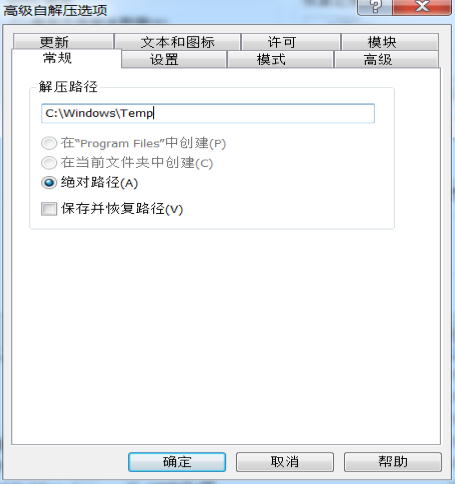 高级自解压选项
更新 文本和图标 许可 模块
常规 设置 模式 高级
解压路径
C:\Windows\Temp
在“Program Files”中创建(P)
在当前文件夹中创建(C)
绝对路径(A)
保存并恢复路径(V)
确定 取消 帮助